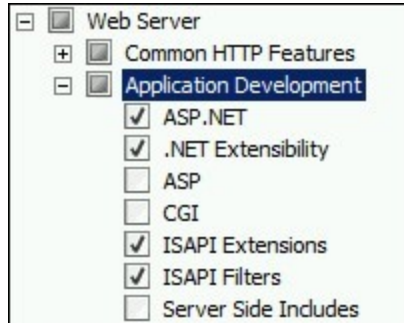 Web Server
Common HTTP Features
Application Development
ASP.NET
.NET Extensibility
ASP
CGI
ISAPI Extensions
ISAPI Filters
Server Side Includes